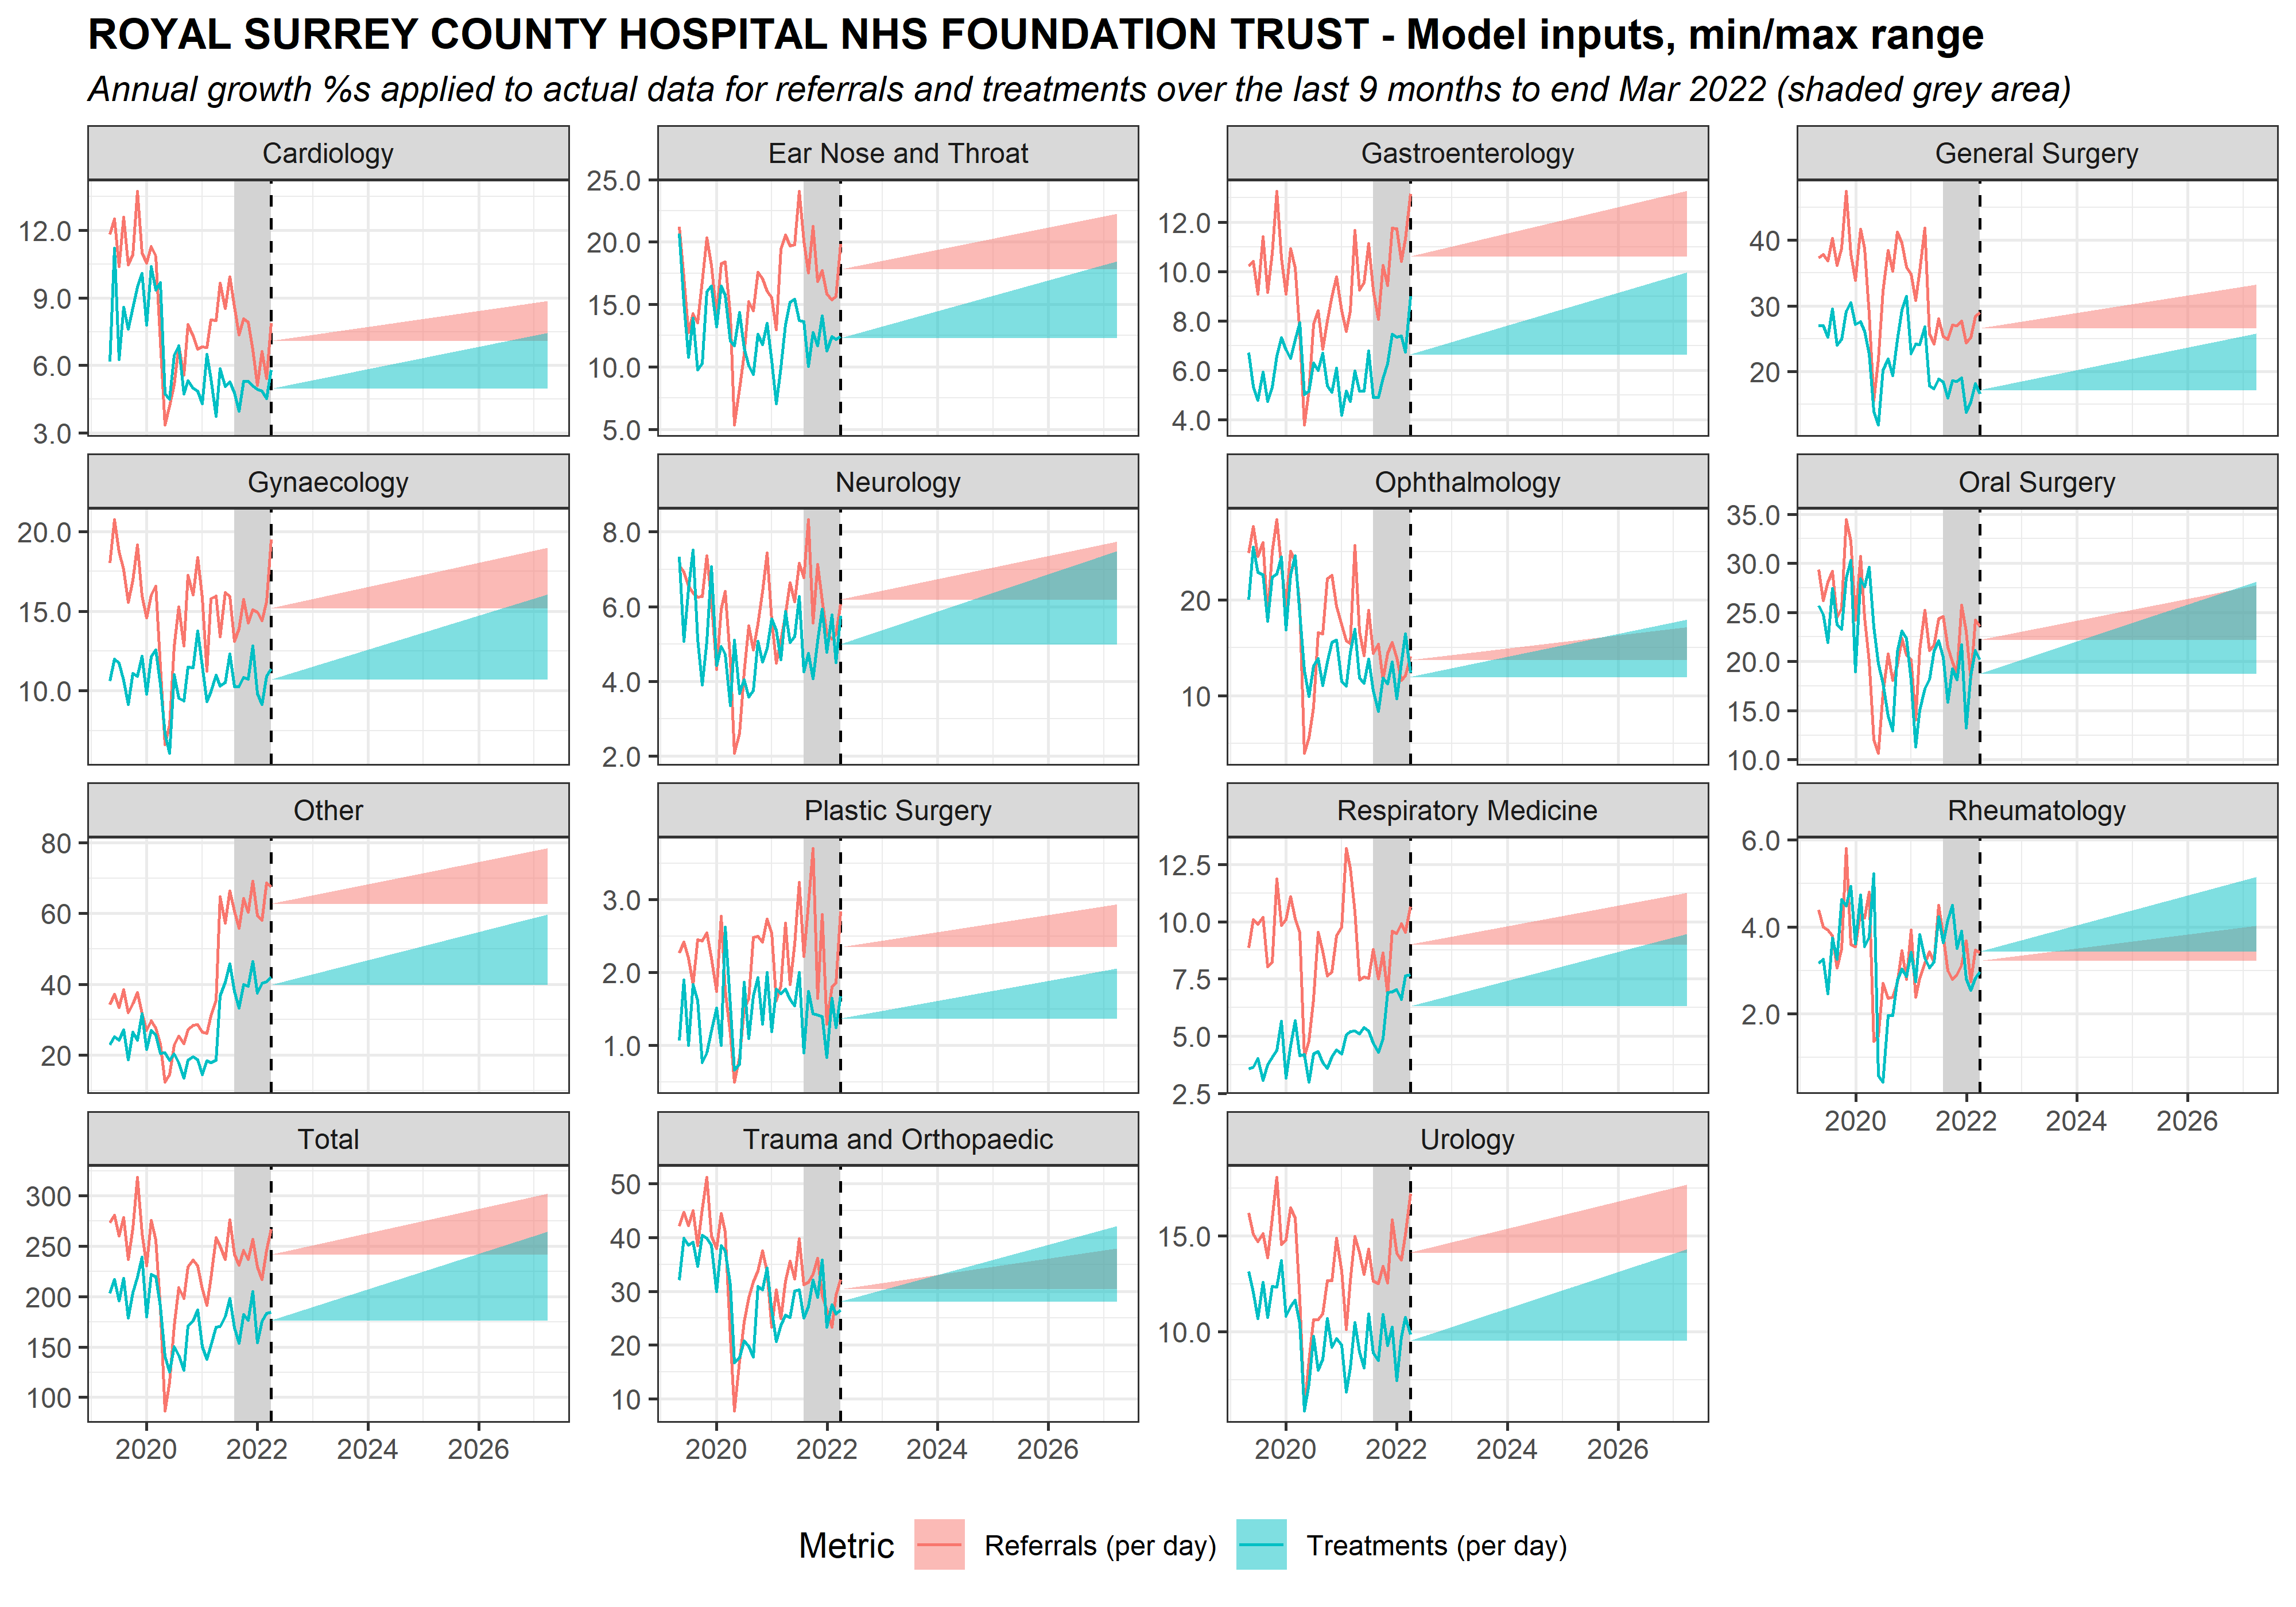 ROYAL SURREY COUNTY HOSPITAL NHS FOUNDATION TRUST - Model inputs, min/max range
Annual growth %s applied to actual data for referrals and treatments over the last 9 months to end Mar 2022 (shaded grey area)
Cardiology
12.0
9.0
6.0
3.0
Ear Nose and Throat
25.0
20.0
15.0
10.0
5.0
Gastroenterology
12.0
10.0
8.0
6.0
4.0
General Surgery
40
30
20
Gynaecology
20.0
15.0
10.0
Neurology
8.0
6.0
4.0
2.0
Ophthalmology
20
10
Oral Surgery
35.0
30.0
25.0
20.0
15.0
10.0
Other
80
60
40
20
Plastic Surgery
3.0
2.0
1.0
Respiratory Medicine
12.5
10.0
7.5
5.0
2.5
Rheumatology
6.0
4.0
2.0
2020 2022 2024 2026
Total
300
250
200
150
100
2020 2022 2024 2026
Trauma and Orthopaedic
50
40
30
20
10
2020 2022 2024 2026
Urology
15.0
10.0
2020 2022 2024 2026
Metric Referrals (per day) Treatments (per day)